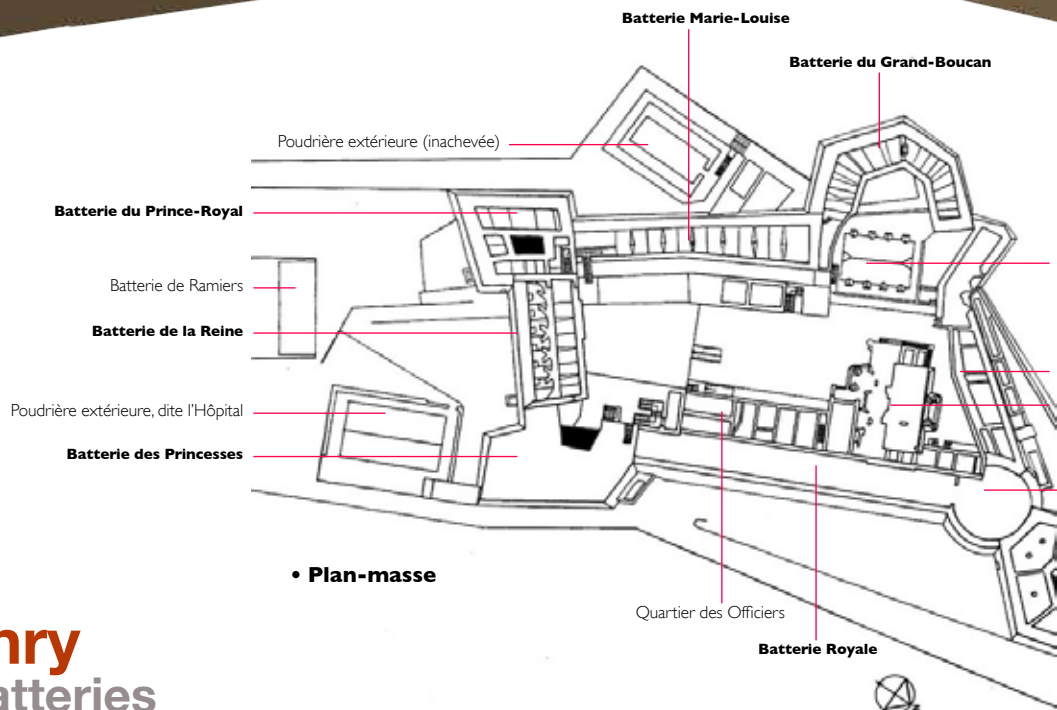 Batterie Marie-Louise
Batterie du Grand-Boucan
Poudrière extérieure (inachevée)
Batterie du Prince-Royal
Batterie de Ramiers
Batterie de la Reine
Poudrière extérieure, dite l’Hôpital
Batterie des Princesses
• Plan-masse
Quartier des Officiers
Batterie Royale
nry
atteries